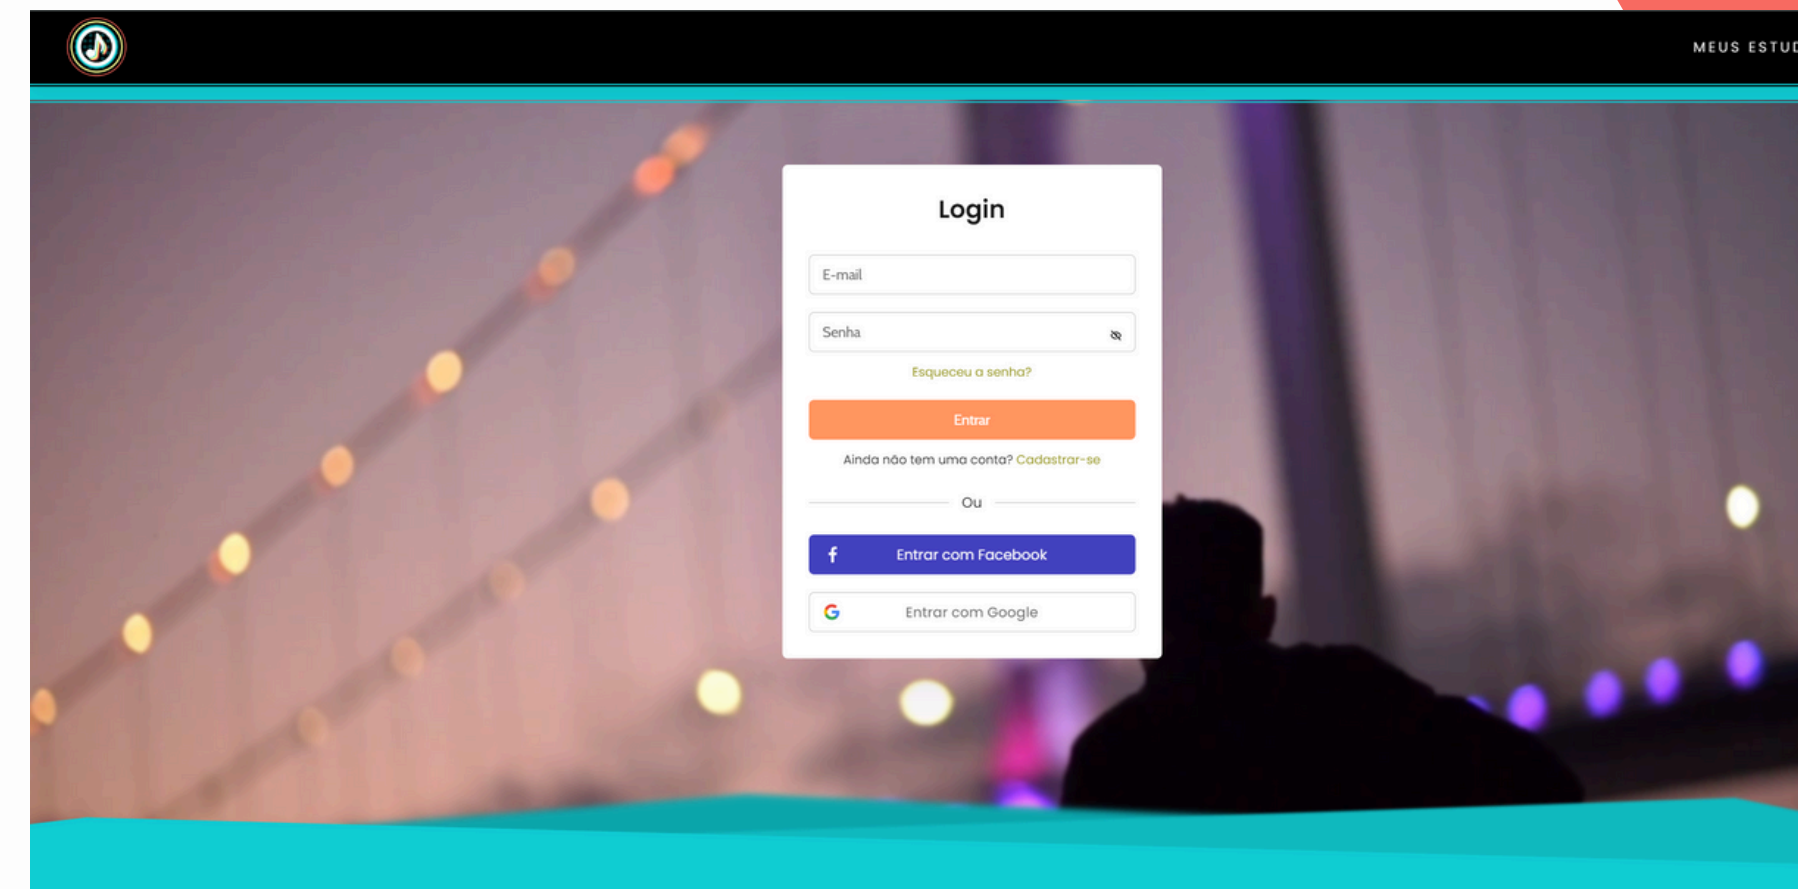 MEUS ESTUD
Login
E-mail
Senha
Esqueceu a senha?
Entrar
Ainda não tem uma conta? Cadastrar-se
Ou
Entrar com Facebook
Entrar com Google